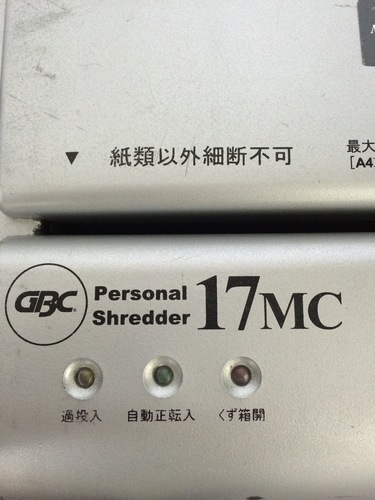 ▼ 紙類以外細断不可
最大
[A4
GBC
Personal
Shredder
17MC
過投入 自動正転入 くず箱開